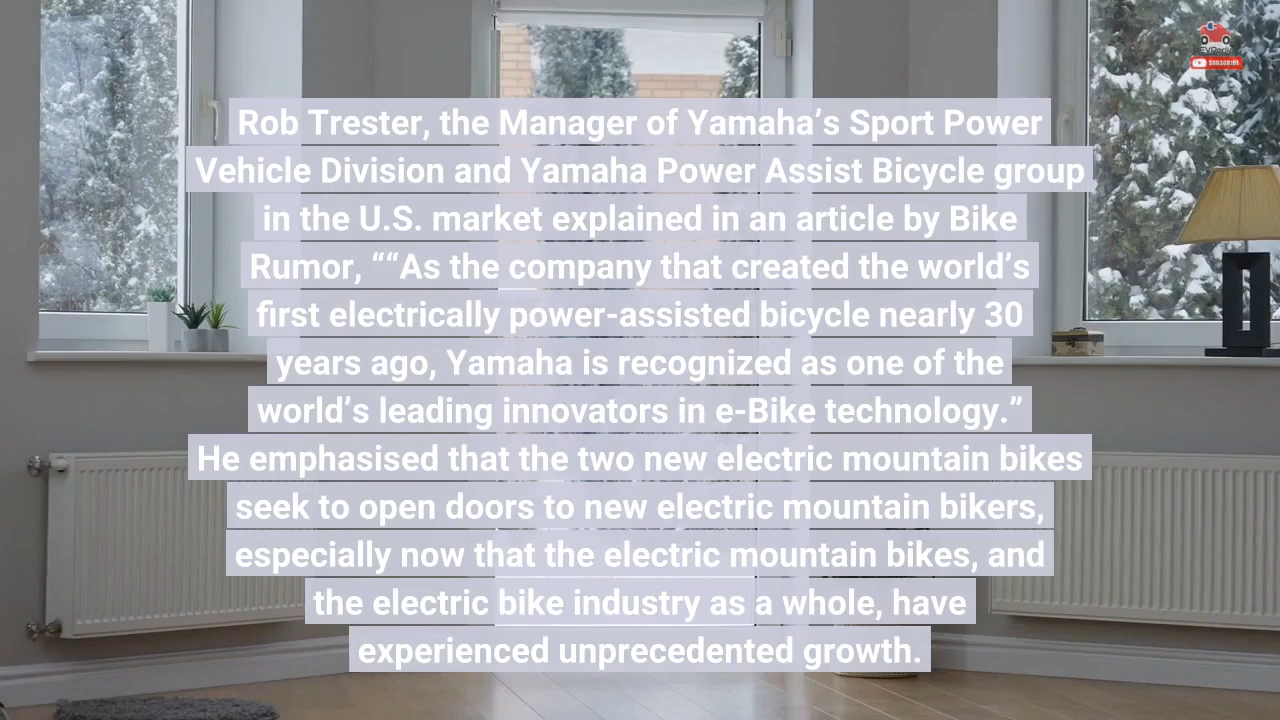 EVPedia
SUBSCRIBE
Rob Trester, the Manager of Yamaha’s Sport Power
Vehicle Division and Yamaha Power Assist Bicycle group
in the U.S. market explained in an article by Bike
Rumor, ““As the company that created the world’s
first electrically power-assisted bicycle nearly 30
years ago, Yamaha is recognized as one of the
world’s leading innovators in e-Bike technology.”
He emphasised that the two new electric mountain bikes
seek to open doors to new electric mountain bikers,
especially now that the electric mountain bikes, and
the electric bike industry as a whole, have
experienced unprecedented growth.